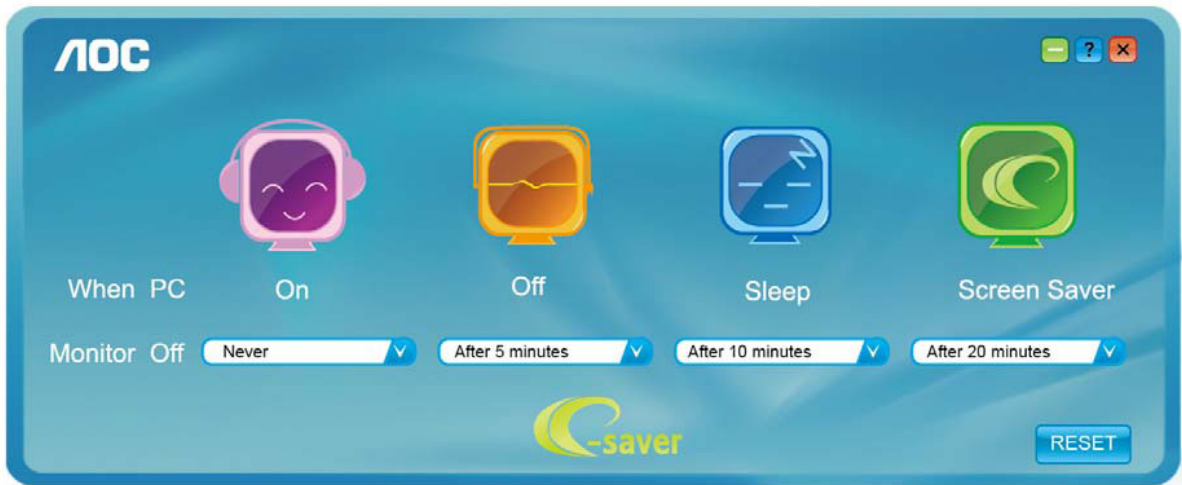 AOC
?
When PC On Off Sleep Screen Saver
Monitor Off Never After 5 minutes After 10 minutes After 20 minutes
e-saver
RESET